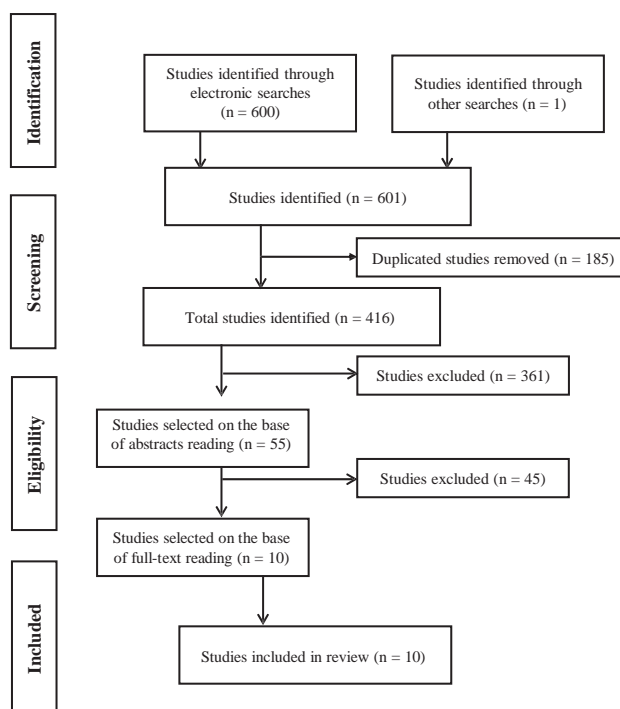 Identification
Studies identified through
electronic searches
(n = 600)
Studies identified through
other searches (n = 1)
Studies identified (n = 601)
Screening
Duplicated studies removed (n = 185)
Total studies identified (n = 416)
Studies excluded (n = 361)
Eligibility
Studies selected on the base
of abstracts reading (n = 55)
Studies excluded (n = 45)
Studies selected on the base
of full-text reading (n = 10)
Included
Studies included in review (n = 10)